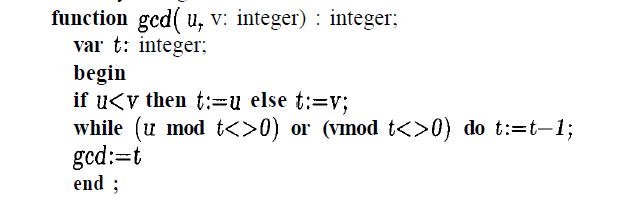 function gcd( u, v: integer) : integer;
var t: integer;
begin
if u<v then t:=u else t:=v;
while (u mod t<>0) or (vmod t<>0) do t:=t-1;
gcd:=t
end ;